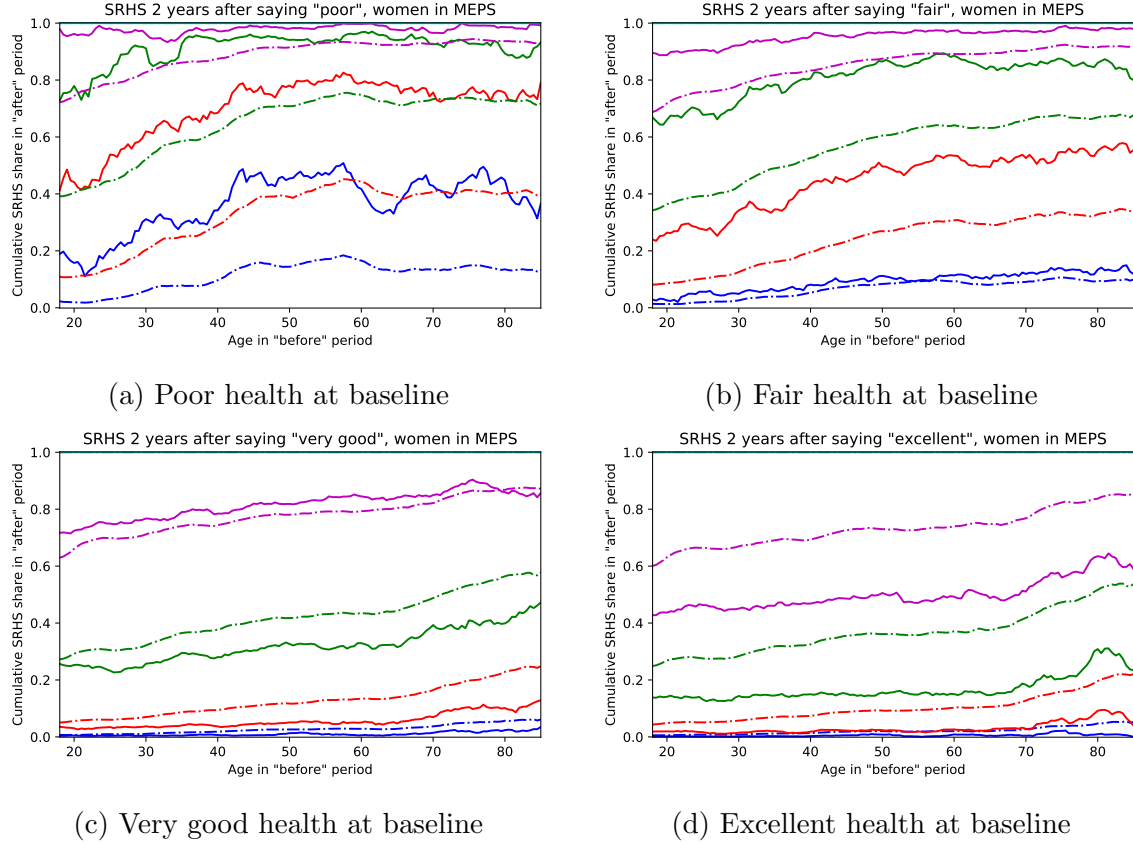 SRHS 2 years after saying "poor", women in MEPS
Cumulative SRHS share in "after" period
1.0
0.8
0.6
0.4
0.2
0.0
20 30 40 50 60 70 80
Age in "before" period
(a) Poor health at baseline
SRHS 2 years after saying "fair", women in MEPS
Cumulative SRHS share in "after" period
1.0
0.8
0.6
0.4
0.2
0.0
20 30 40 50 60 70 80
Age in "before" period
(b) Fair health at baseline
SRHS 2 years after saying "very good", women in MEPS
Cumulative SRHS share in "after" period
1.0
0.8
0.6
0.4
0.2
0.0
20 30 40 50 60 70 80
Age in "before" period
(c) Very good health at baseline
SRHS 2 years after saying "excellent", women in MEPS
Cumulative SRHS share in "after" period
1.0
0.8
0.6
0.4
0.2
0.0
20 30 40 50 60 70 80
Age in "before" period
(d) Excellent health at baseline